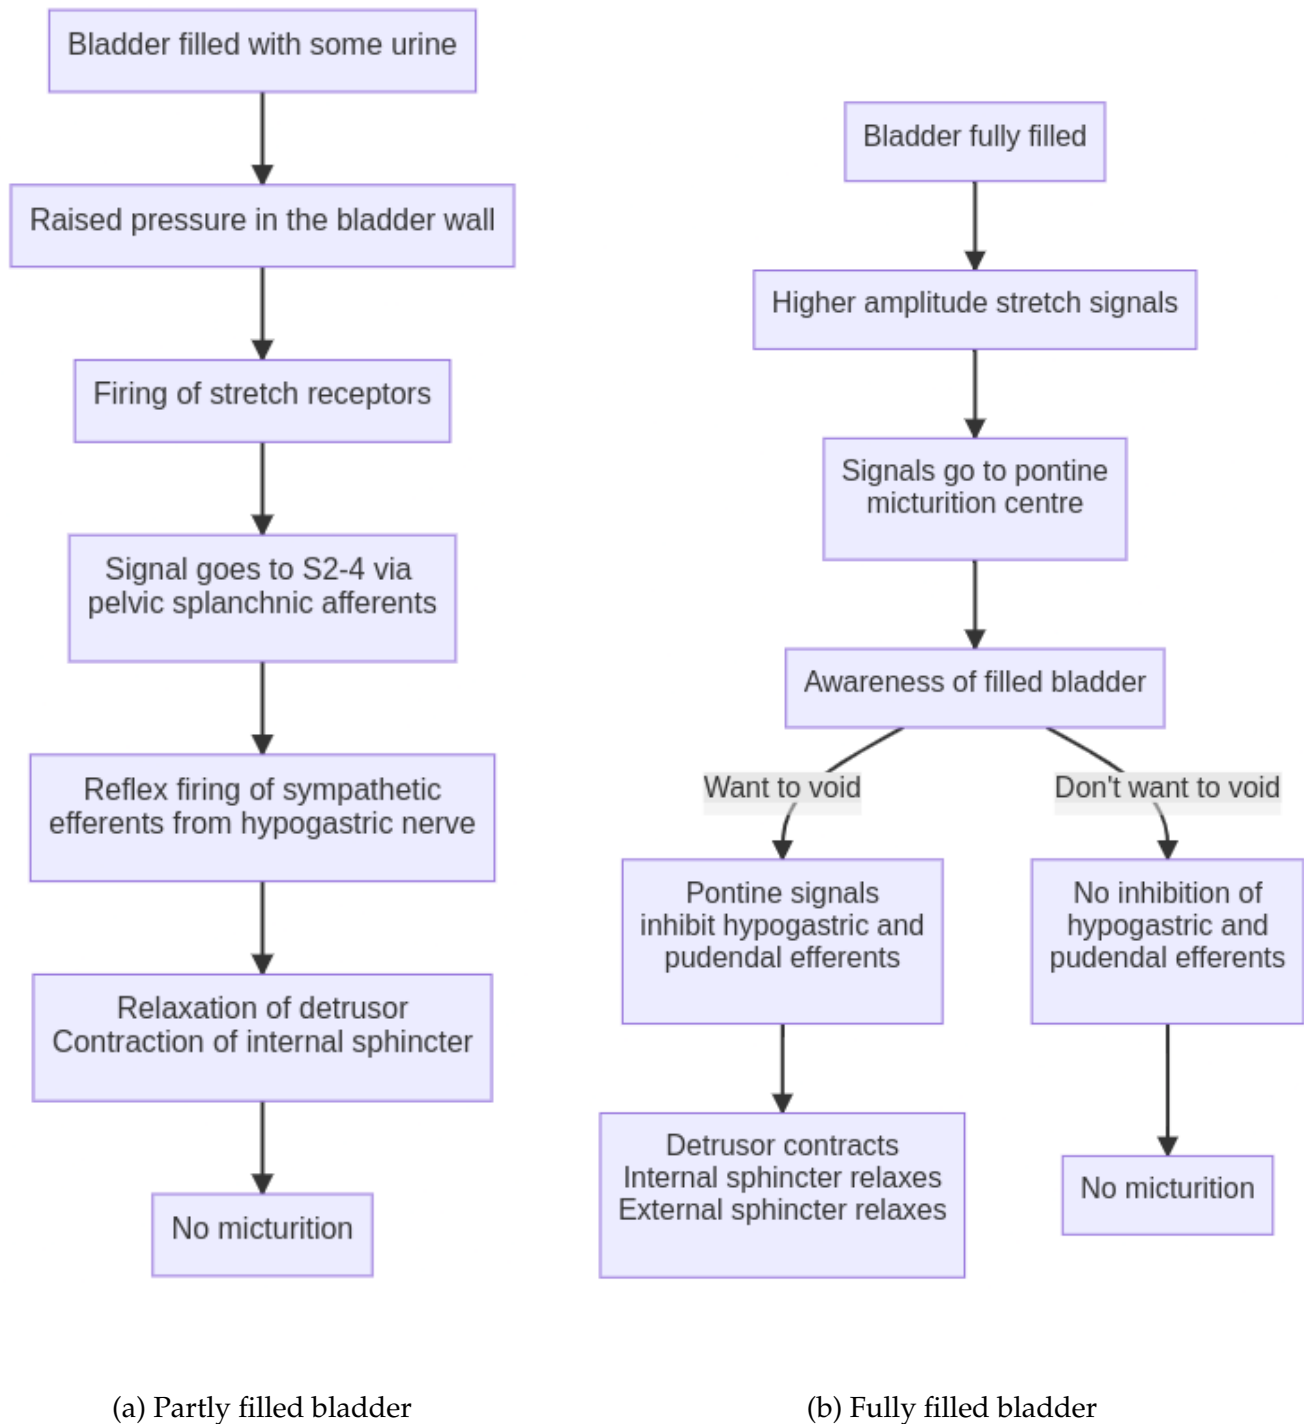 Bladder filled with some urine
Raised pressure in the bladder wall
Firing of stretch receptors
Signal goes to S2-4 via
pelvic splanchnic afferents
Reflex firing of sympathetic
efferents from hypogastric nerve
Relaxation of detrusor
Contraction of internal sphincter
No micturition
(a) Partly filled bladder
Bladder fully filled
Higher amplitude stretch signals
Signals go to pontine
micturition centre
Awareness of filled bladder
Want to void
Don't want to void
Pontine signals
inhibit hypogastric and
pudendal efferents
No inhibition of
hypogastric and
pudendal efferents
Detrusor contracts
Internal sphincter relaxes
External sphincter relaxes
No micturition
(b) Fully filled bladder